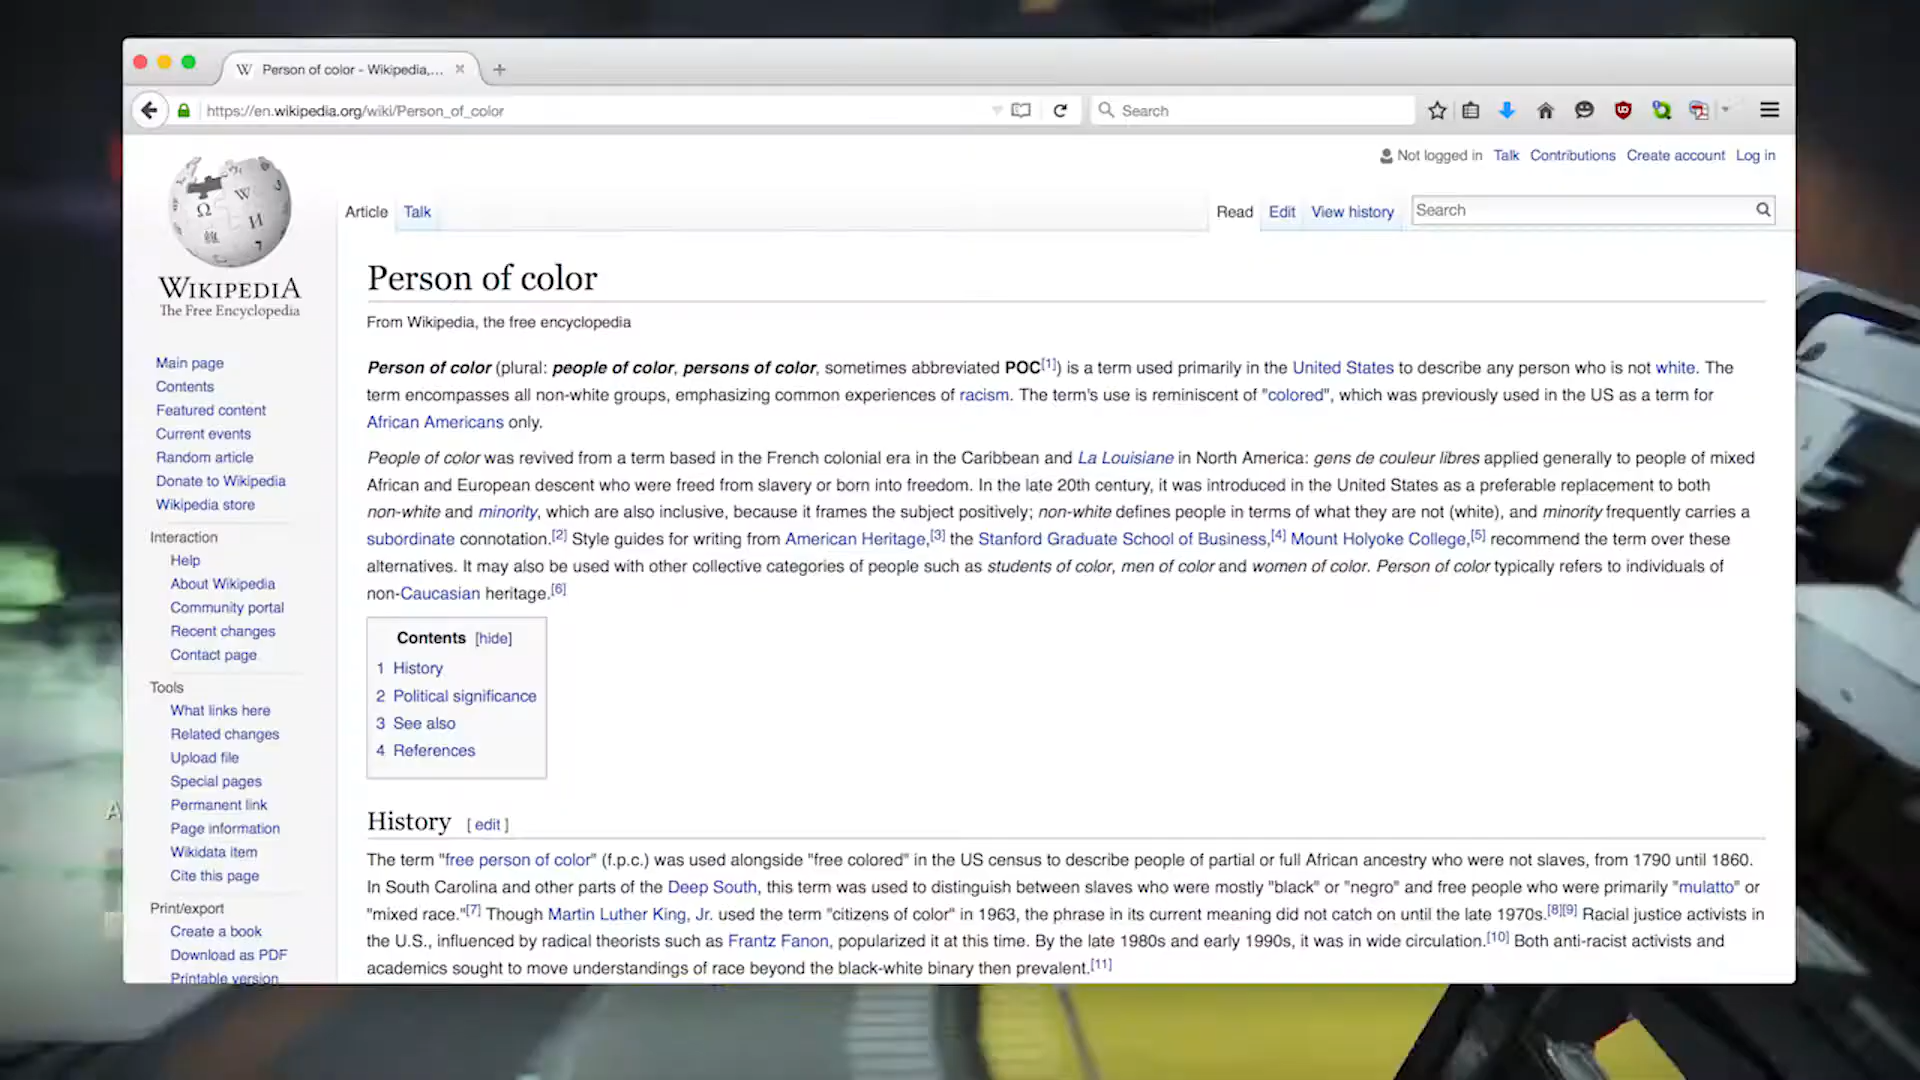 Person of color - Wikipedia,...
https://en.wikipedia.org/wiki/Person_of_color
Search
Not logged in Talk Contributions Create account Log in
Article Talk
Read Edit View history
Search
WIKIPEDIA
The Free Encyclopedia
Main page
Contents
Featured content
Current events
Random article
Donate to Wikipedia
Wikipedia store
Interaction
Help
About Wikipedia
Community portal
Recent changes
Contact page
Tools
What links here
Related changes
Upload file
Special pages
Permanent link
Page information
Wikidata item
Cite this page
Print/export
Create a book
Download as PDF
Printable version
Person of color
From Wikipedia, the free encyclopedia
Person of color (plural: people of color, persons of color, sometimes abbreviated POC[1]) is a term used primarily in the United States to describe any person who is not white. The
term encompasses all non-white groups, emphasizing common experiences of racism. The term's use is reminiscent of "colored", which was previously used in the US as a term for
African Americans only.
People of color was revived from a term based in the French colonial era in the Caribbean and La Louisiane in North America: gens de couleur libres applied generally to people of mixed
African and European descent who were freed from slavery or born into freedom. In the late 20th century, it was introduced in the United States as a preferable replacement to both
non-white and minority, which are also inclusive, because it frames the subject positively; non-white defines people in terms of what they are not (white), and minority frequently carries a
subordinate connotation.[2] Style guides for writing from American Heritage,[3] the Stanford Graduate School of Business,[4] Mount Holyoke College,[5] recommend the term over these
alternatives. It may also be used with other collective categories of people such as students of color, men of color and women of color. Person of color typically refers to individuals of
non-Caucasian heritage.[6]
Contents [hide]
1 History
2 Political significance
3 See also
4 References
History [ edit ]
The term "free person of color" (f.p.c.) was used alongside "free colored" in the US census to describe people of partial or full African ancestry who were not slaves, from 1790 until 1860.
In South Carolina and other parts of the Deep South, this term was used to distinguish between slaves who were mostly "black" or "negro" and free people who were primarily "mulatto" or
"mixed race."[7] Though Martin Luther King, Jr. used the term "citizens of color" in 1963, the phrase in its current meaning did not catch on until the late 1970s.[8][9] Racial justice activists in
the U.S., influenced by radical theorists such as Frantz Fanon, popularized it at this time. By the late 1980s and early 1990s, it was in wide circulation.[10] Both anti-racist activists and
academics sought to move understandings of race beyond the black-white binary then prevalent.[11]